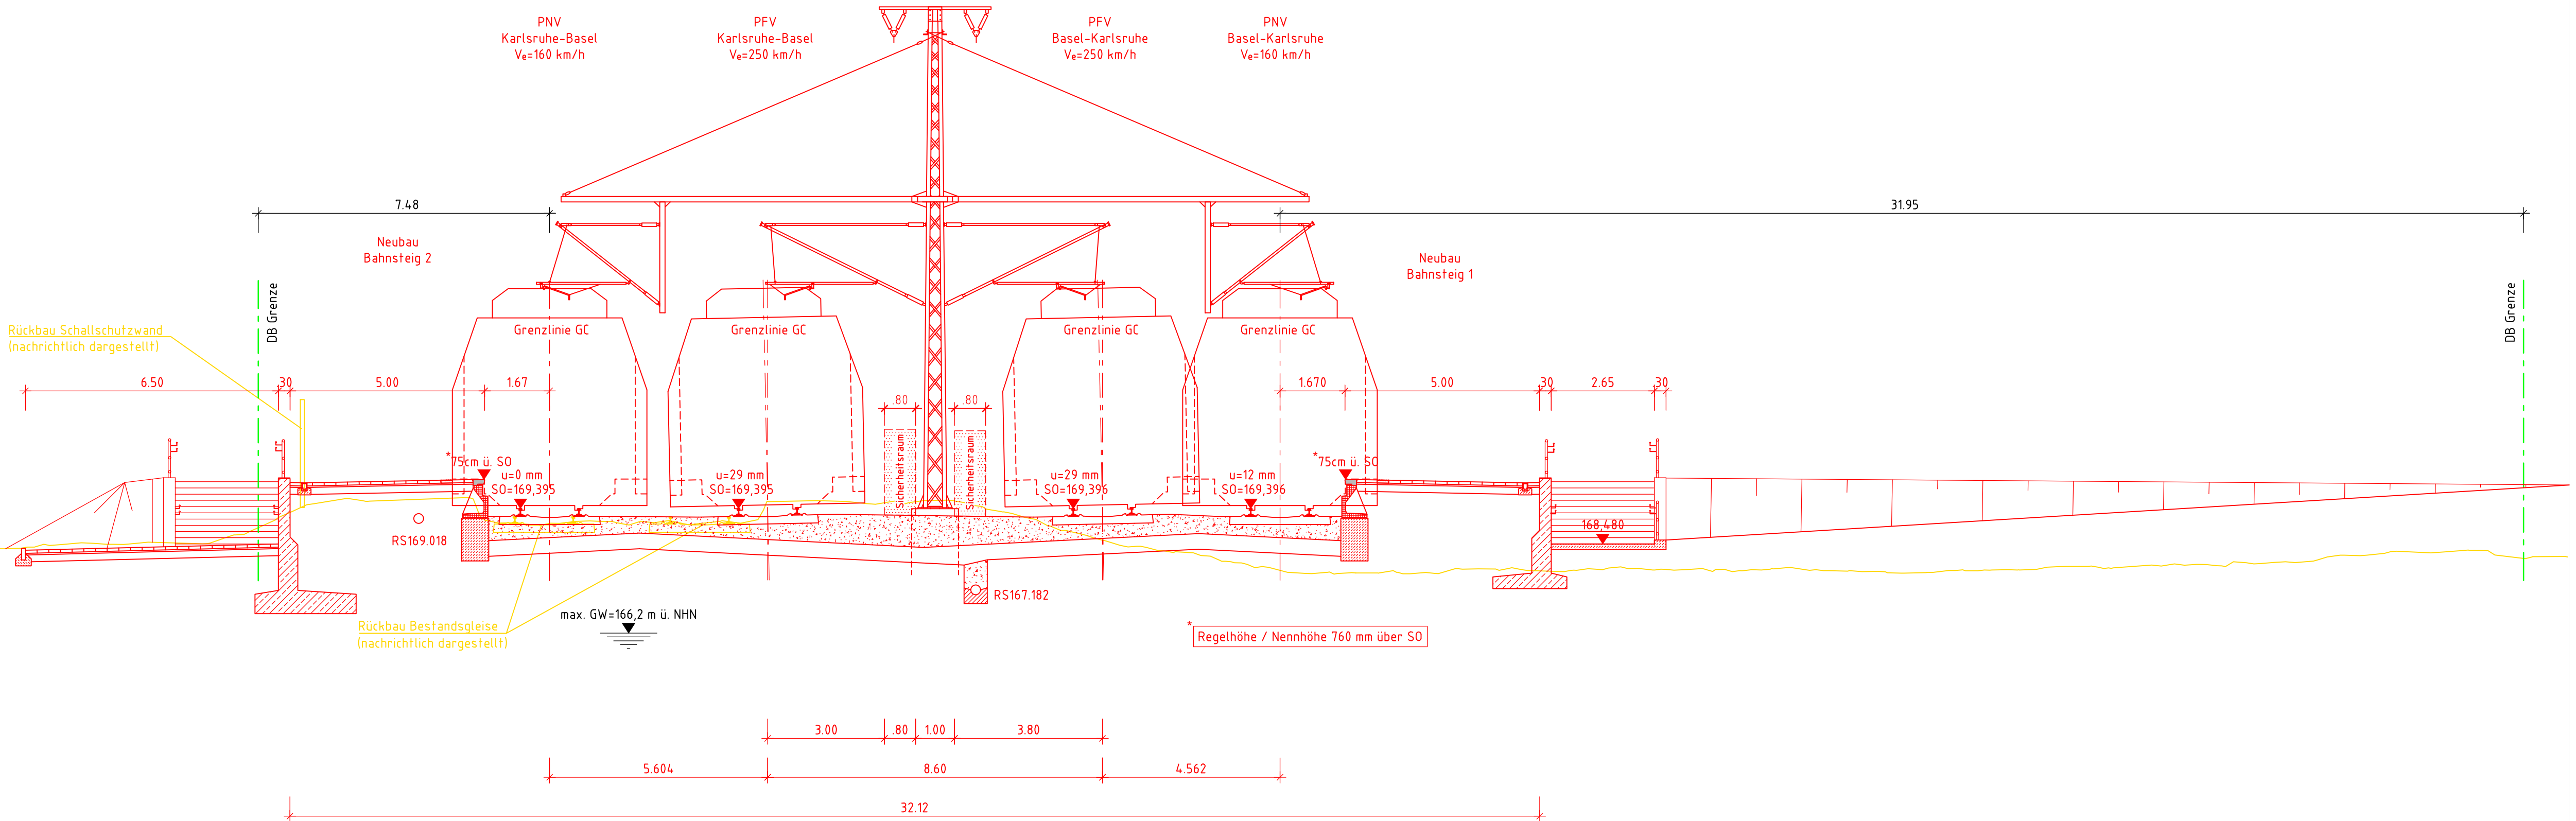 PNV
Karlsruhe-Basel
Ve=160 km/h
PFV
Karlsruhe-Basel
Ve=250 km/h
PFV
Basel-Karlsruhe
Ve=250 km/h
PNV
Basel-Karlsruhe
Ve=160 km/h
7.48
31.95
Neubau
Bahnsteig 2
Neubau
Bahnsteig 1
DB Grenze
DB Grenze
Rückbau Schallschutzwand
(nachrichtlich dargestellt)
Grenzlinie GC
Grenzlinie GC
Grenzlinie GC
Grenzlinie GC
6.50
.30
5.00
1.67
1.670
5.00
.30
2.65
.30
.80
.80
Sicherheitsraum
Sicherheitsraum
*75cm ü. SO
*75cm ü. SO
u=0 mm
SO=169,395
u=29 mm
SO=169,395
u=29 mm
SO=169,396
u=12 mm
SO=169,396
168,480
RS169.018
RS167.182
max. GW=166,2 m ü. NHN
Rückbau Bestandsgleise
(nachrichtlich dargestellt)
* Regelhöhe / Nennhöhe 760 mm über SO
3.00
.80
1.00
3.80
5.604
8.60
4.562
32.12